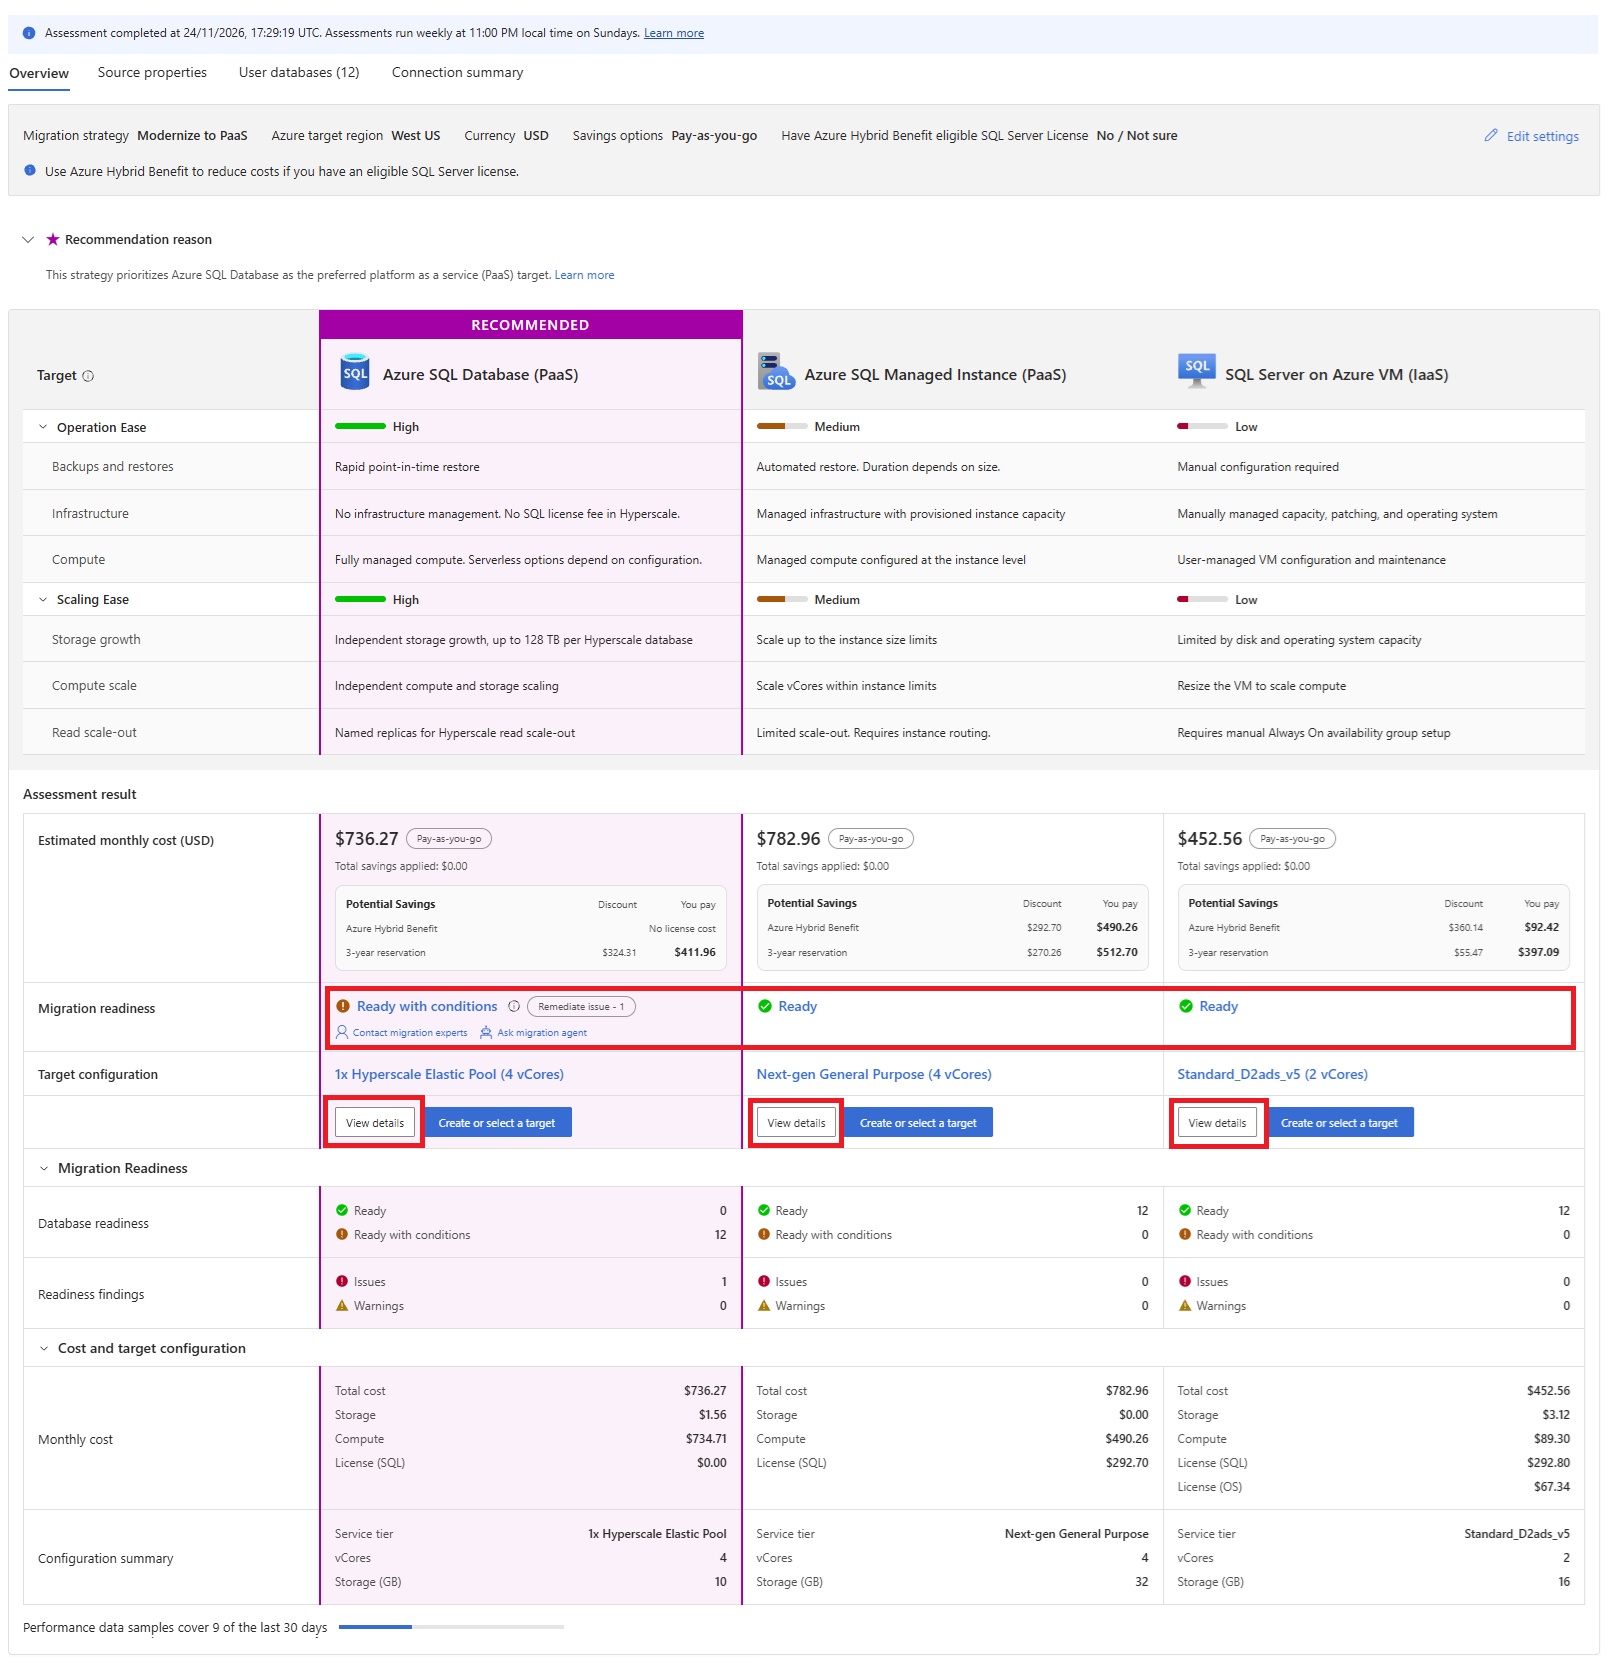 Assessment completed at 24/11/2026, 17:29:19 UTC. Assessments run weekly at 11:00 PM local time on Sundays. Learn more
Overview Source properties User databases (12) Connection summary
Migration strategy Modernize to PaaS Azure target region West US Currency USD Savings options Pay-as-you-go Have Azure Hybrid Benefit eligible SQL Server License No / Not sure Edit settings
Use Azure Hybrid Benefit to reduce costs if you have an eligible SQL Server license.
Recommendation reason
This strategy prioritizes Azure SQL Database as the preferred platform as a service (PaaS) target. Learn more
RECOMMENDED
Target SQL Azure SQL Database (PaaS) SQL Azure SQL Managed Instance (PaaS) SQL SQL Server on Azure VM (IaaS)
Operation Ease High Medium Low
Backups and restores Rapid point-in-time restore Automated restore. Duration depends on size. Manual configuration required
Infrastructure No infrastructure management. No SQL license fee in Hyperscale. Managed infrastructure with provisioned instance capacity Manually managed capacity, patching, and operating system
Compute Fully managed compute. Serverless options depend on configuration. Managed compute configured at the instance level User-managed VM configuration and maintenance
Scaling Ease High Medium Low
Storage growth Independent storage growth, up to 128 TB per Hyperscale database Scale up to the instance size limits Limited by disk and operating system capacity
Compute scale Independent compute and storage scaling Scale vCores within instance limits Resize the VM to scale compute
Read scale-out Named replicas for Hyperscale read scale-out Limited scale-out. Requires instance routing. Requires manual Always On availability group setup
Assessment result
Estimated monthly cost (USD) $736.27 Pay-as-you-go $782.96 Pay-as-you-go $452.56 Pay-as-you-go
Total savings applied: $0.00 Total savings applied: $0.00 Total savings applied: $0.00
Potential Savings Discount You pay Potential Savings Discount You pay Potential Savings Discount You pay
Azure Hybrid Benefit No license cost Azure Hybrid Benefit $292.70 $490.26 Azure Hybrid Benefit $360.14 $92.42
3-year reservation $324.31 $411.96 3-year reservation $270.26 $512.70 3-year reservation $55.47 $397.09
Migration readiness Ready with conditions Remediate issue - 1 Ready Ready
Contact migration experts Ask migration agent
Target configuration 1x Hyperscale Elastic Pool (4 vCores) Next-gen General Purpose (4 vCores) Standard_D2ads_v5 (2 vCores)
View details Create or select a target View details Create or select a target View details Create or select a target
Migration Readiness
Database readiness Ready 0 Ready 12 Ready 12
Ready with conditions 12 Ready with conditions 0 Ready with conditions 0
Readiness findings Issues 1 Issues 0 Issues 0
Warnings 0 Warnings 0 Warnings 0
Cost and target configuration
Monthly cost Total cost $736.27 Total cost $782.96 Total cost $452.56
Storage $1.56 Storage $0.00 Storage $3.12
Compute $734.71 Compute $490.26 Compute $89.30
License (SQL) $0.00 License (SQL) $292.70 License (SQL) $292.80
License (OS) $67.34
Configuration summary Service tier 1x Hyperscale Elastic Pool Service tier Next-gen General Purpose Service tier Standard_D2ads_v5
vCores 4 vCores 4 vCores 2
Storage (GB) 10 Storage (GB) 32 Storage (GB) 16
Performance data samples cover 9 of the last 30 days